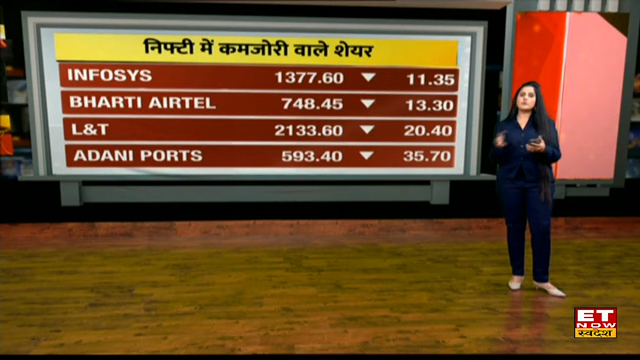 निफ्टी में कमजोरी वाले शेयर
INFOSYS 1377.60 ▼ 11.35
BHARTI AIRTEL 748.45 ▼ 13.30
L&T 2133.60 ▼ 20.40
ADANI PORTS 593.40 ▼ 35.70
ET
NOW
स्वदेश